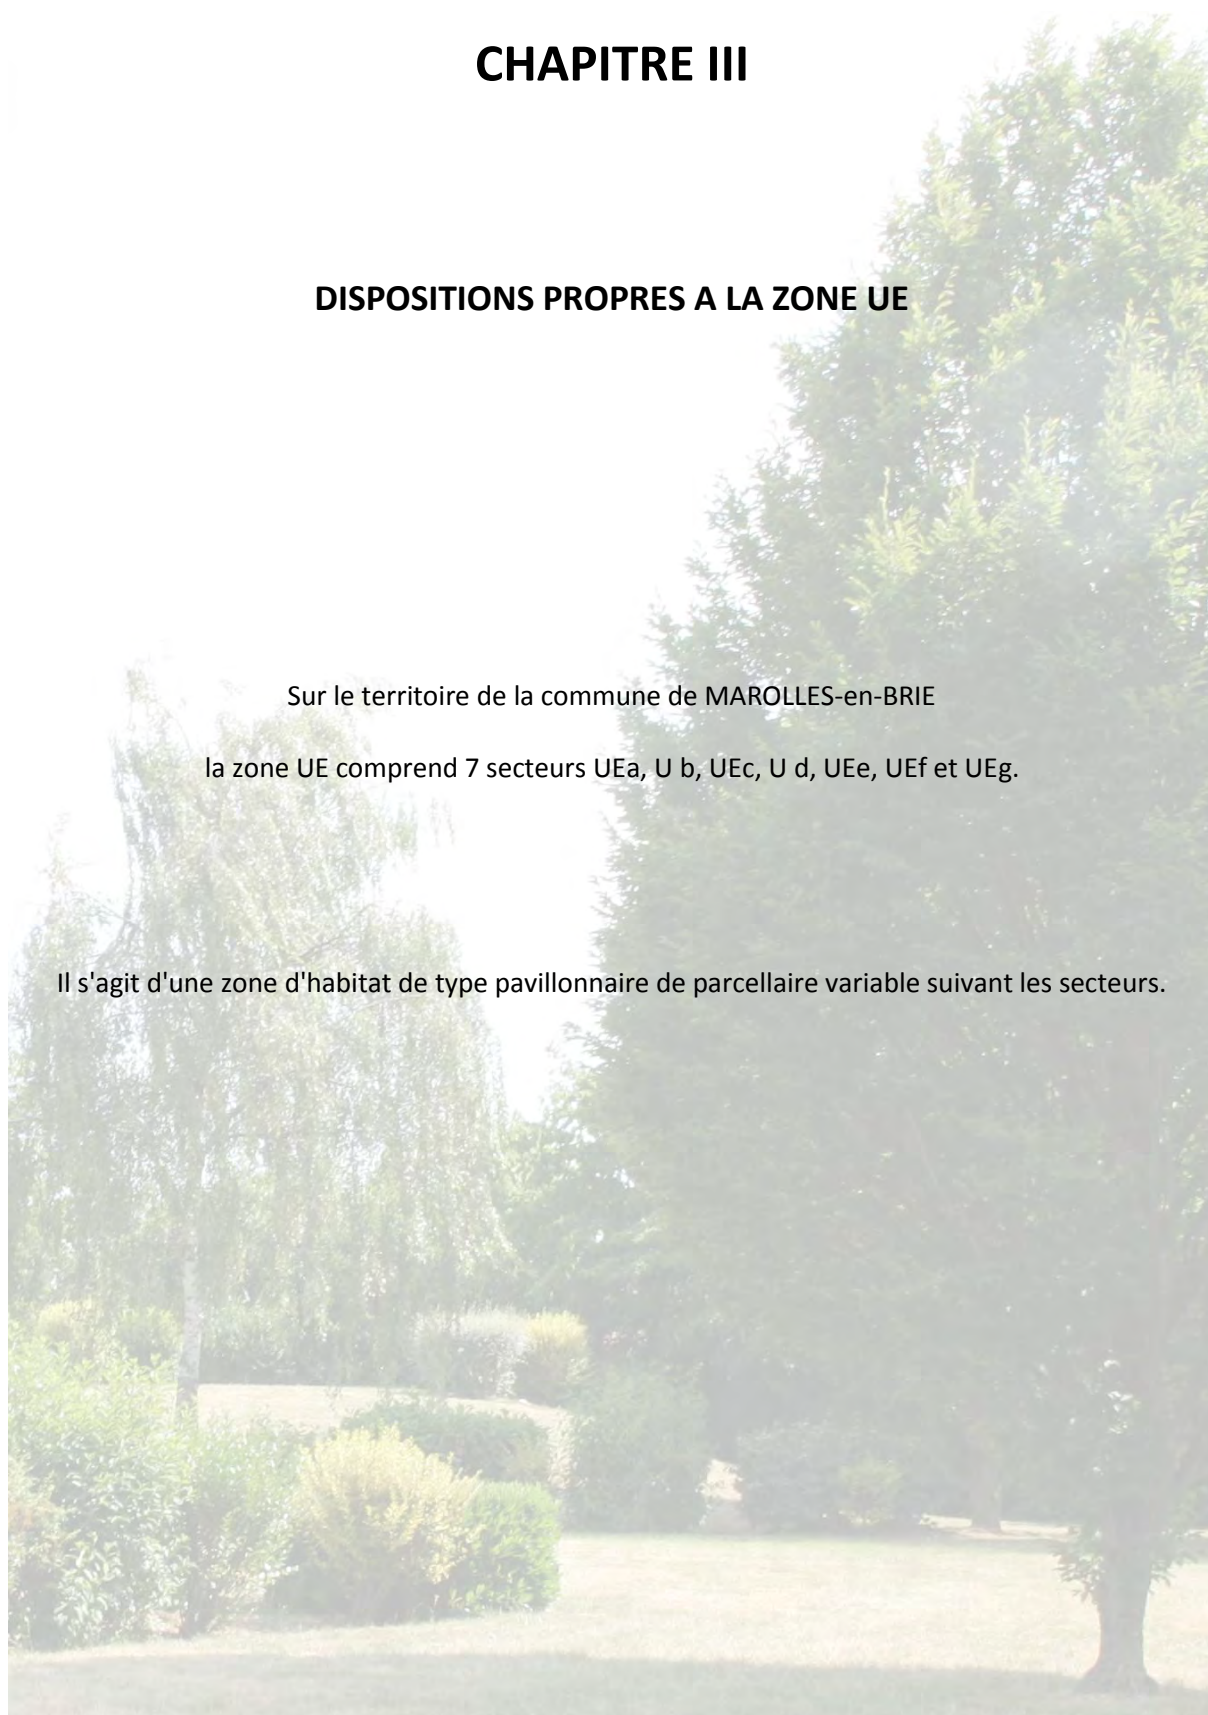 CHAPITRE III
DISPOSITIONS PROPRES A LA ZONE UE
Sur le territoire de la commune de MAROLLES-en-BRIE
la zone UE comprend 7 secteurs UEa, U b, UEc, U d, UEe, UEf et UEg.
Il s'agit d'une zone d'habitat de type pavillonnaire de parcellaire variable suivant les secteurs.